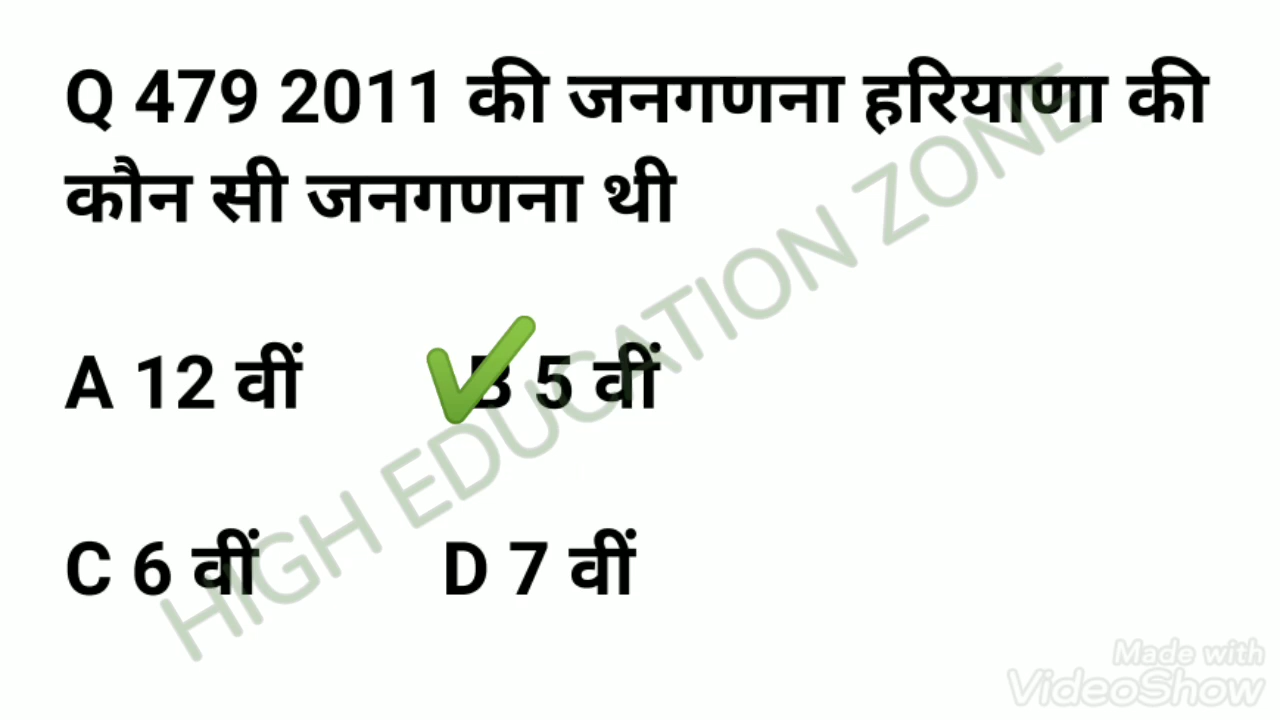 Q 479 2011 की जनगणना हरियाणा की
कौन सी जनगणना थी
A 12 वीं ✔B 5 वीं
C 6 वीं D 7 वीं
HIGH EDUCATION ZONE
Made with
VideoShow